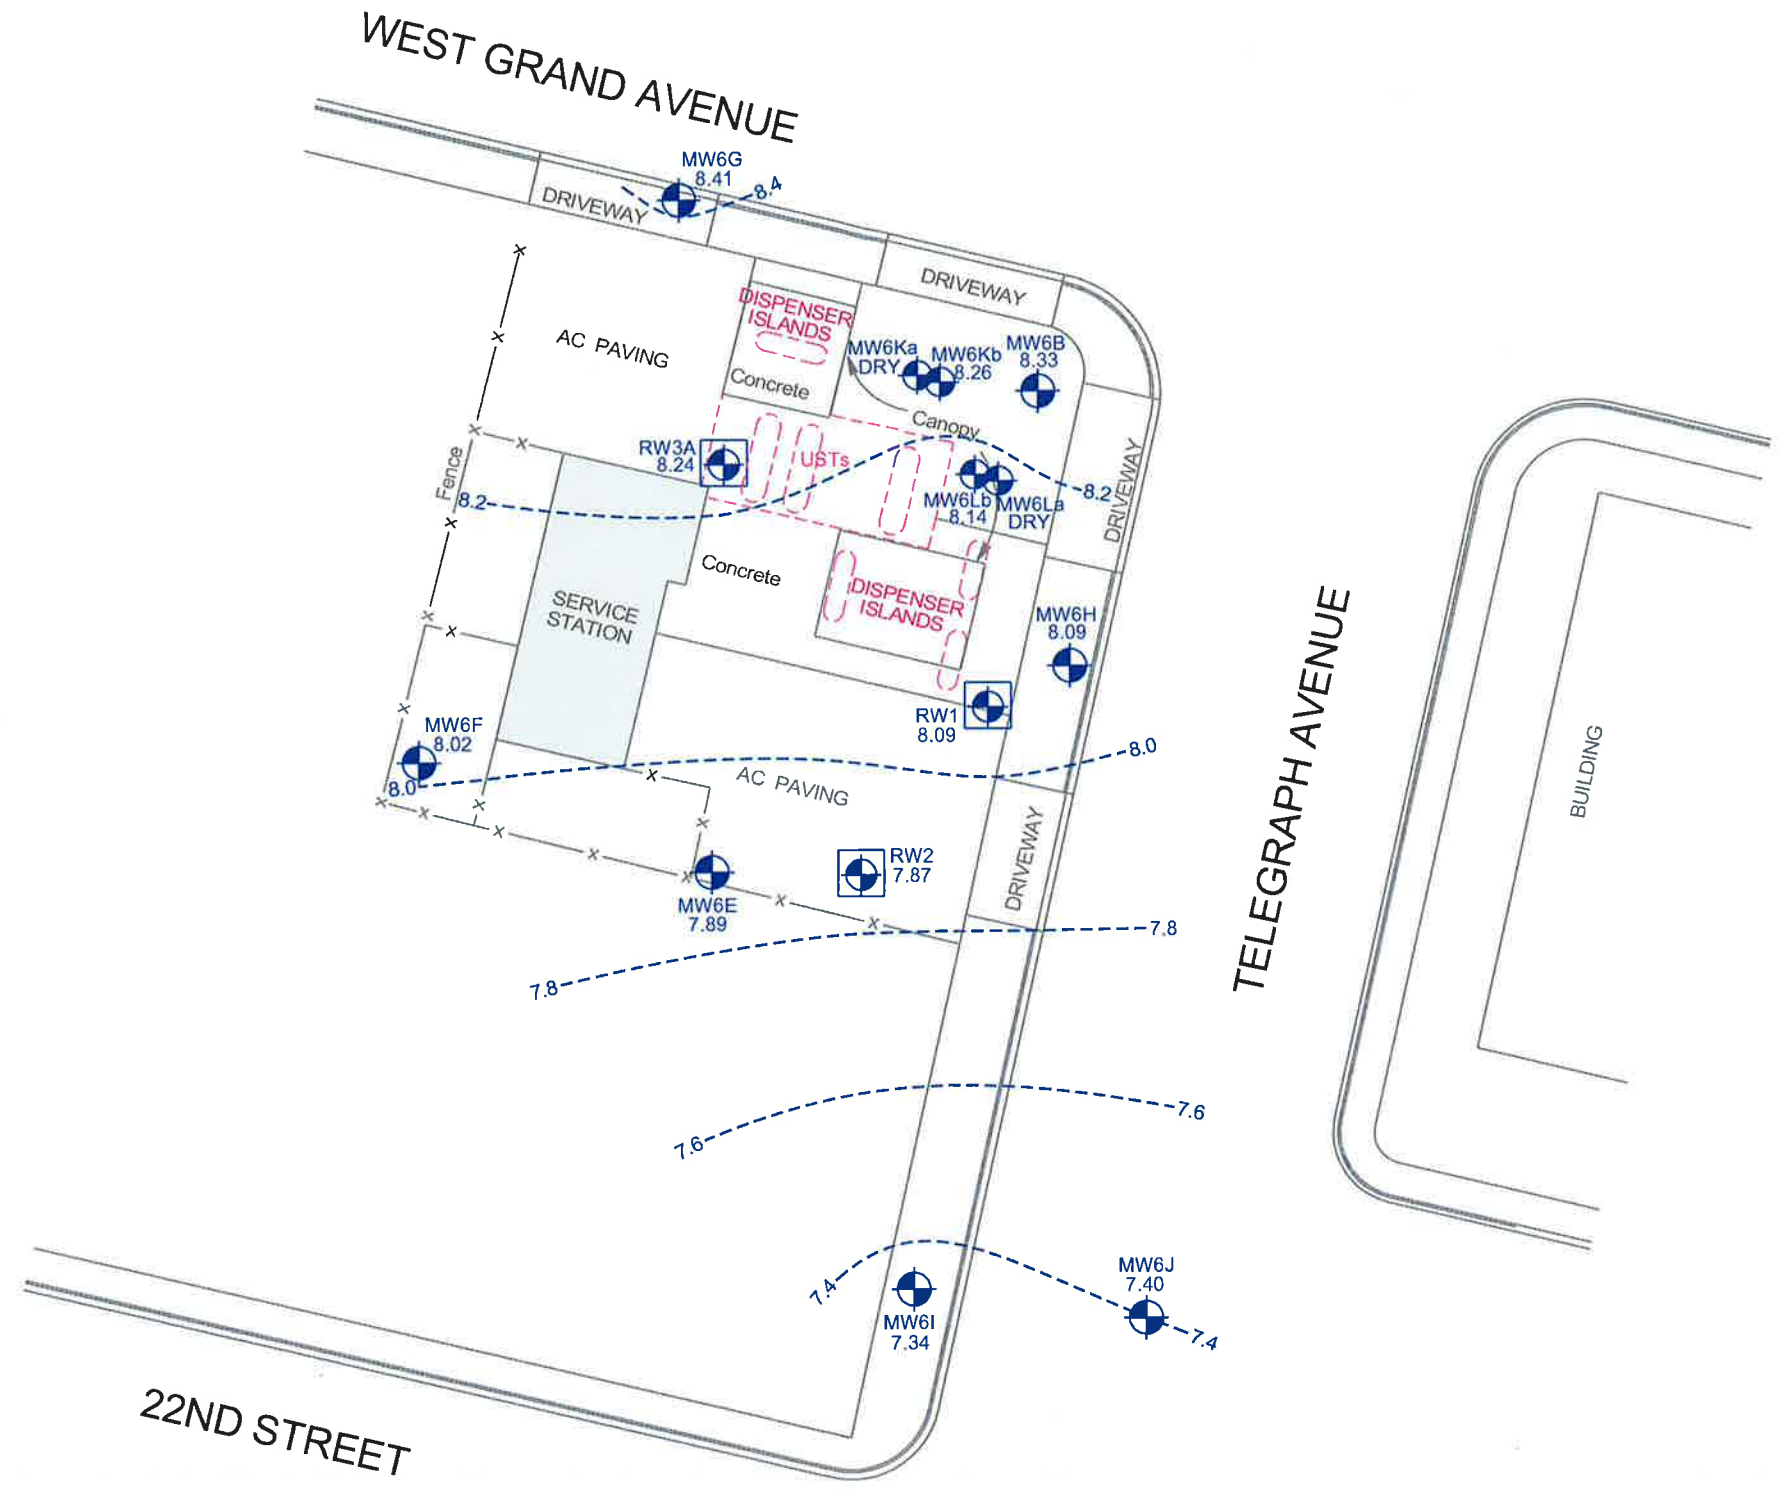 WEST GRAND AVENUE
MW6G
8.41
8.4
DRIVEWAY
DRIVEWAY
DISPENSER
ISLANDS
AC PAVING
MW6Ka
DRY
MW6Kb
8.26
MW6B
8.33
Concrete
Canopy
RW3A
8.24
USTs
Fence
8.2
8.2
DRIVEWAY
MW6Lb
8.14
MW6La
DRY
Concrete
SERVICE
STATION
DISPENSER
ISLANDS
MW6H
8.09
TELEGRAPH AVENUE
BUILDING
RW1
8.09
MW6F
8.02
8.0
8.0
AC PAVING
DRIVEWAY
RW2
7.87
MW6E
7.89
7.8
7.8
7.6
7.6
7.4
MW6J
7.40
7.4
MW6I
7.34
22ND STREET